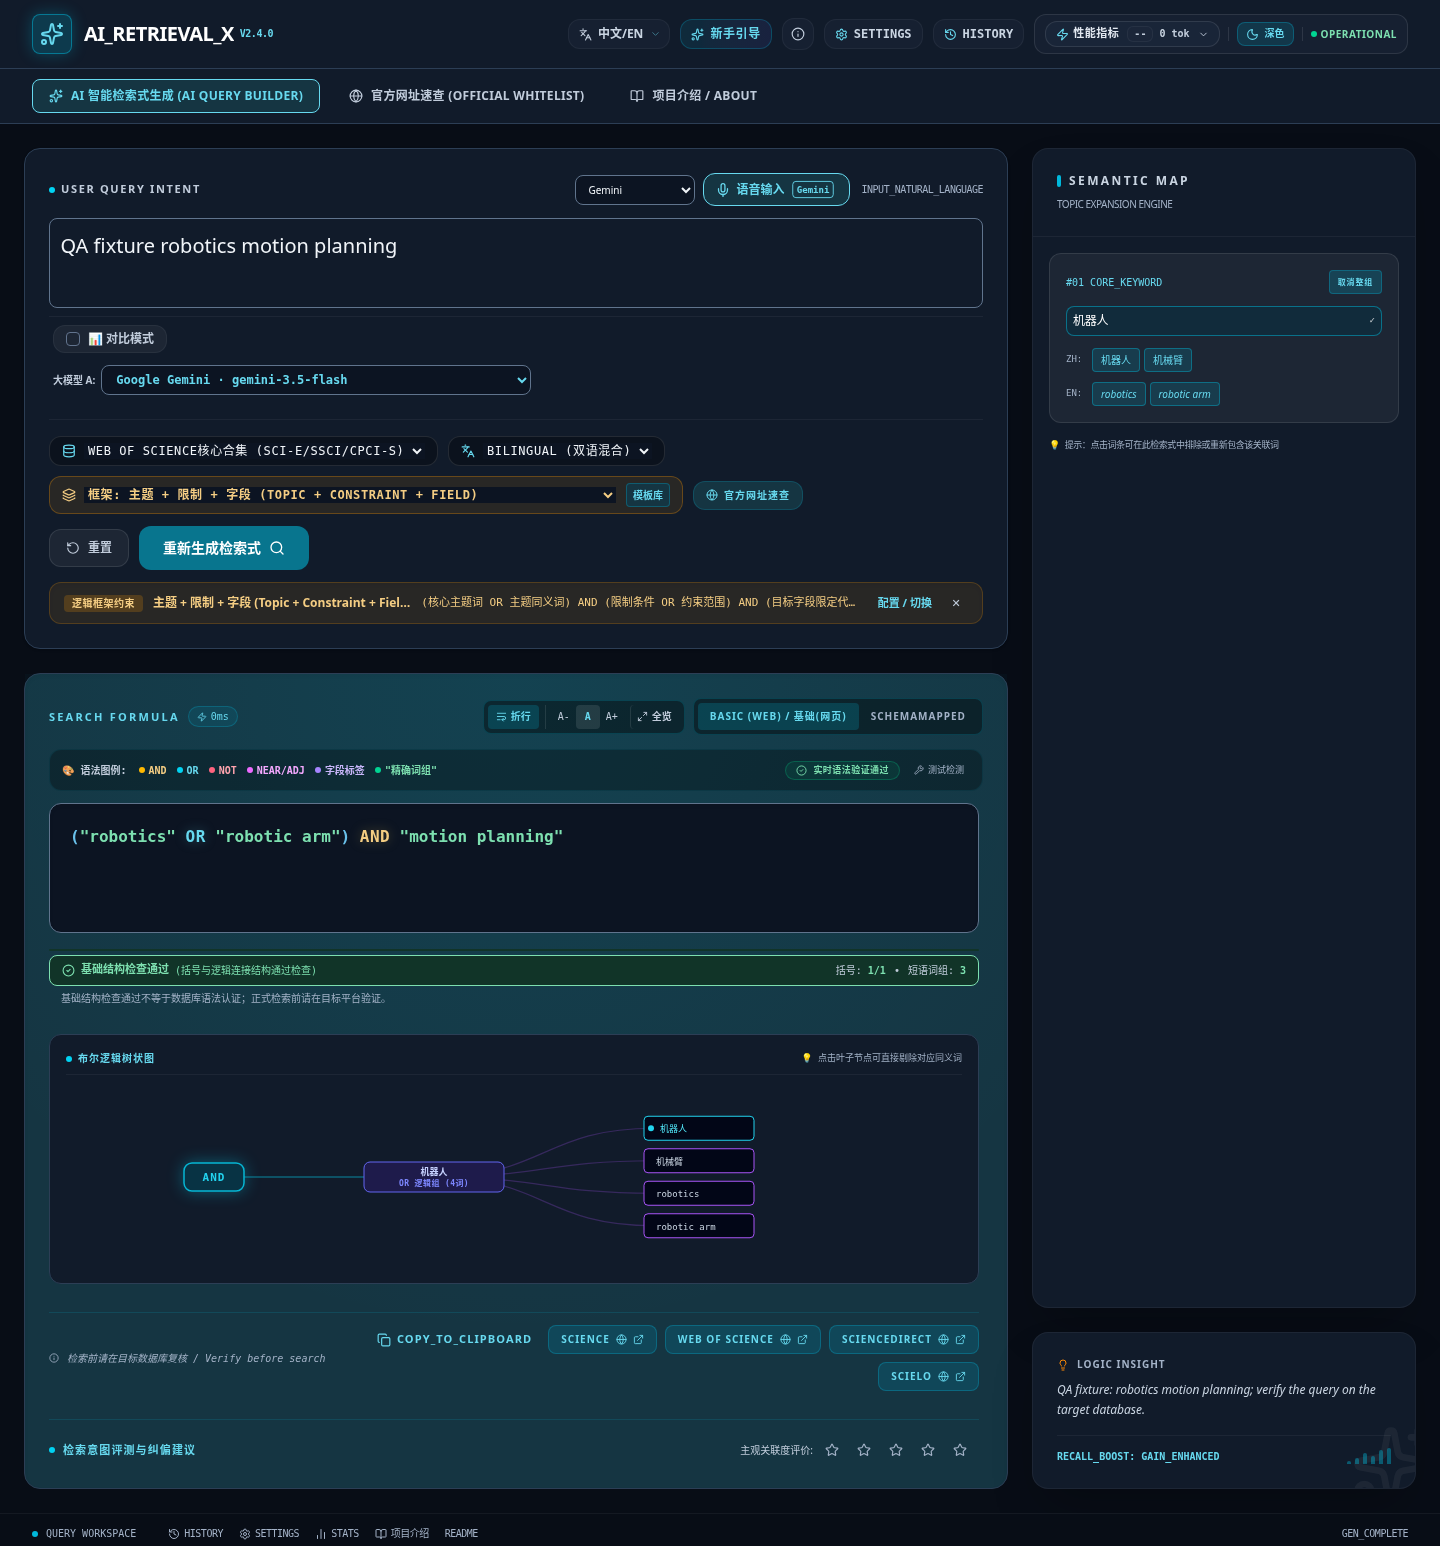 AI_RETRIEVAL_X V2.4.0
中文/EN
新手引导
SETTINGS
HISTORY
性能指标 -- 0 tok
深色
OPERATIONAL
AI 智能检索式生成 (AI QUERY BUILDER)
官方网址速查 (OFFICIAL WHITELIST)
项目介绍 / ABOUT
USER QUERY INTENT
Gemini
语音输入 Gemini
INPUT_NATURAL_LANGUAGE
QA fixture robotics motion planning
📊 对比模式
大模型 A: Google Gemini · gemini-3.5-flash
WEB OF SCIENCE核心合集 (SCI-E/SSCI/CPCI-S)
BILINGUAL (双语混合)
框架: 主题 + 限制 + 字段 (TOPIC + CONSTRAINT + FIELD)
模板库
官方网址速查
重置
重新生成检索式
逻辑框架约束 主题 + 限制 + 字段 (Topic + Constraint + Fiel... (核心主题词 OR 主题同义词) AND (限制条件 OR 约束范围) AND (目标字段限定代… 配置 / 切换 ×
SEMANTIC MAP
TOPIC EXPANSION ENGINE
#01 CORE_KEYWORD
取消整组
机器人 ✓
ZH: 机器人 机械臂
EN: robotics robotic arm
💡 提示: 点击词条可在此检索式中排除或重新包含该关联词
SEARCH FORMULA 0ms
折行 A- A A+ 全览
BASIC (WEB) / 基础(网页) SCHEMAMAPPED
🎨 语法图例: AND OR NOT NEAR/ADJ 字段标签 "精确词组"
实时语法验证通过
测试检测
("robotics" OR "robotic arm") AND "motion planning"
基础结构检查通过 (括号与逻辑连接结构通过检查)
括号: 1/1 • 短语词组: 3
基础结构检查通过不等于数据库语法认证；正式检索前请在目标平台验证。
布尔逻辑树状图
💡 点击叶子节点可直接剔除对应同义词
AND
机器人
OR 逻辑组 (4词)
机器人
机械臂
robotics
robotic arm
检索前请在目标数据库复核 / Verify before search
COPY_TO_CLIPBOARD
SCIENCE
WEB OF SCIENCE
SCIENCEDIRECT
SCIELO
检索意图评测与纠偏建议
主观关联度评价:
LOGIC INSIGHT
QA fixture: robotics motion planning; verify the query on the
target database.
RECALL_BOOST: GAIN_ENHANCED
QUERY WORKSPACE
HISTORY
SETTINGS
STATS
项目介绍
README
GEN_COMPLETE